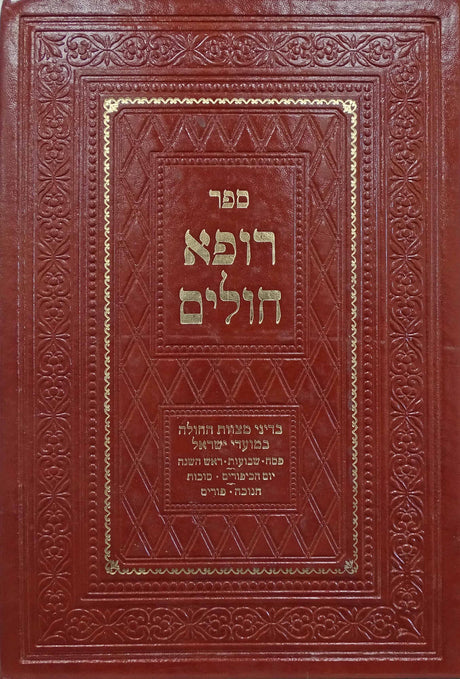 ספר
רופא
חולים
בדיני מצוות החולה
במועדי ישראל
פסח · שבועות · ראש השנה
יום הכיפורים · סוכות
חנוכה · פורים